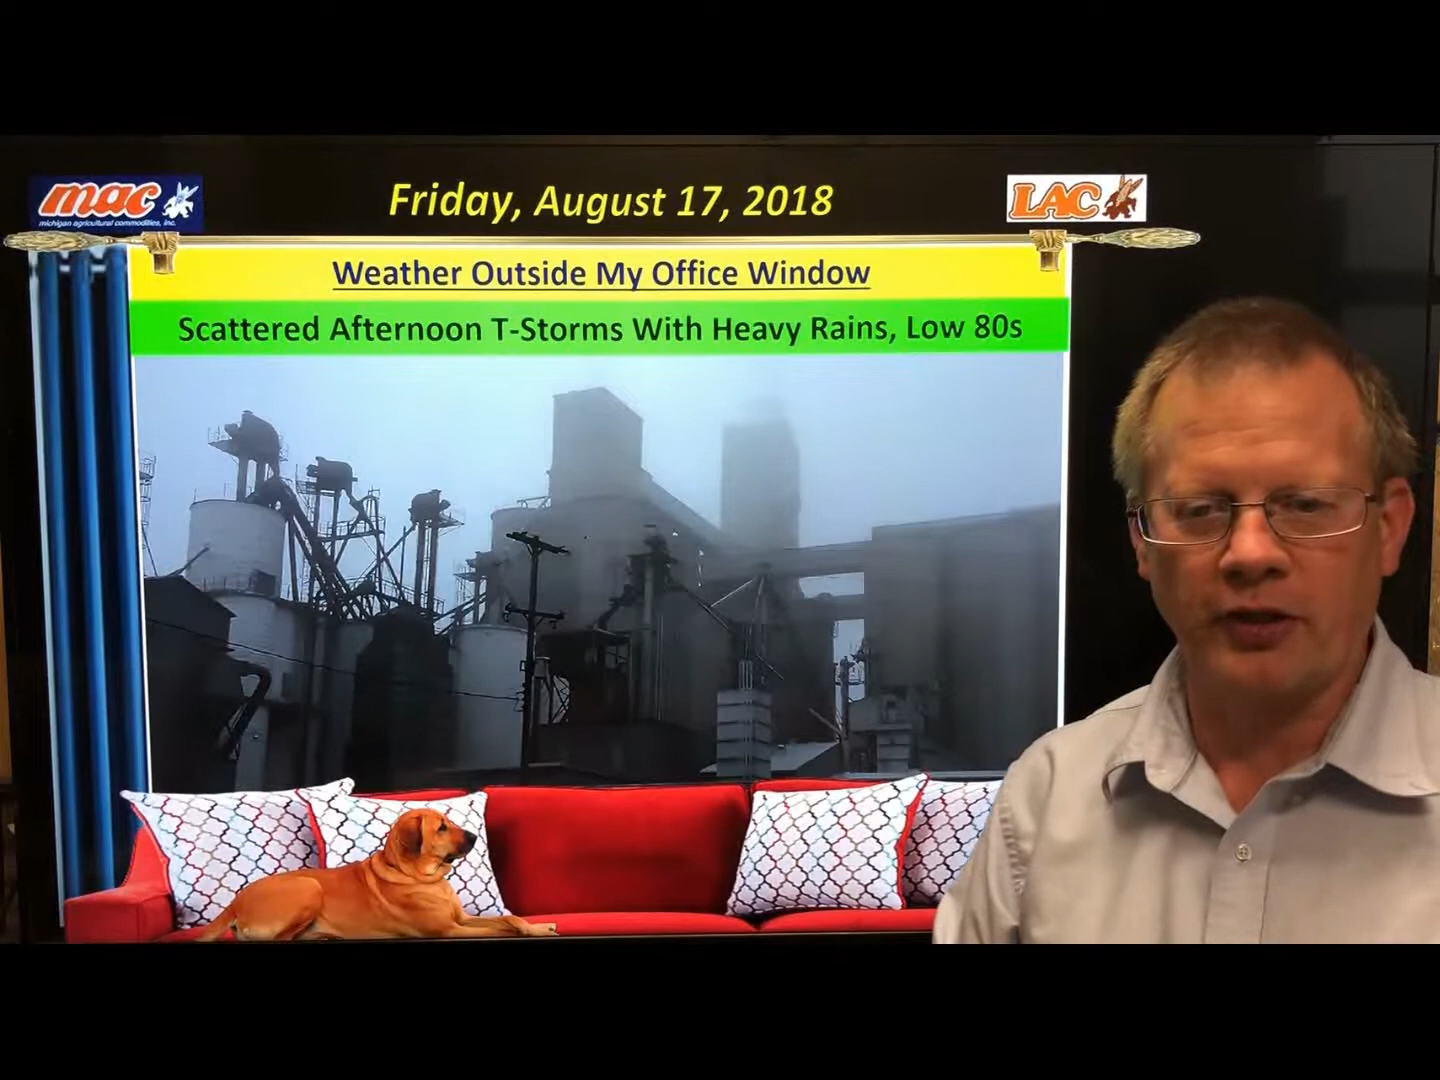 mac
michigan agricultural commodities, inc.
Friday, August 17, 2018
LAC
Weather Outside My Office Window
Scattered Afternoon T-Storms With Heavy Rains, Low 80s